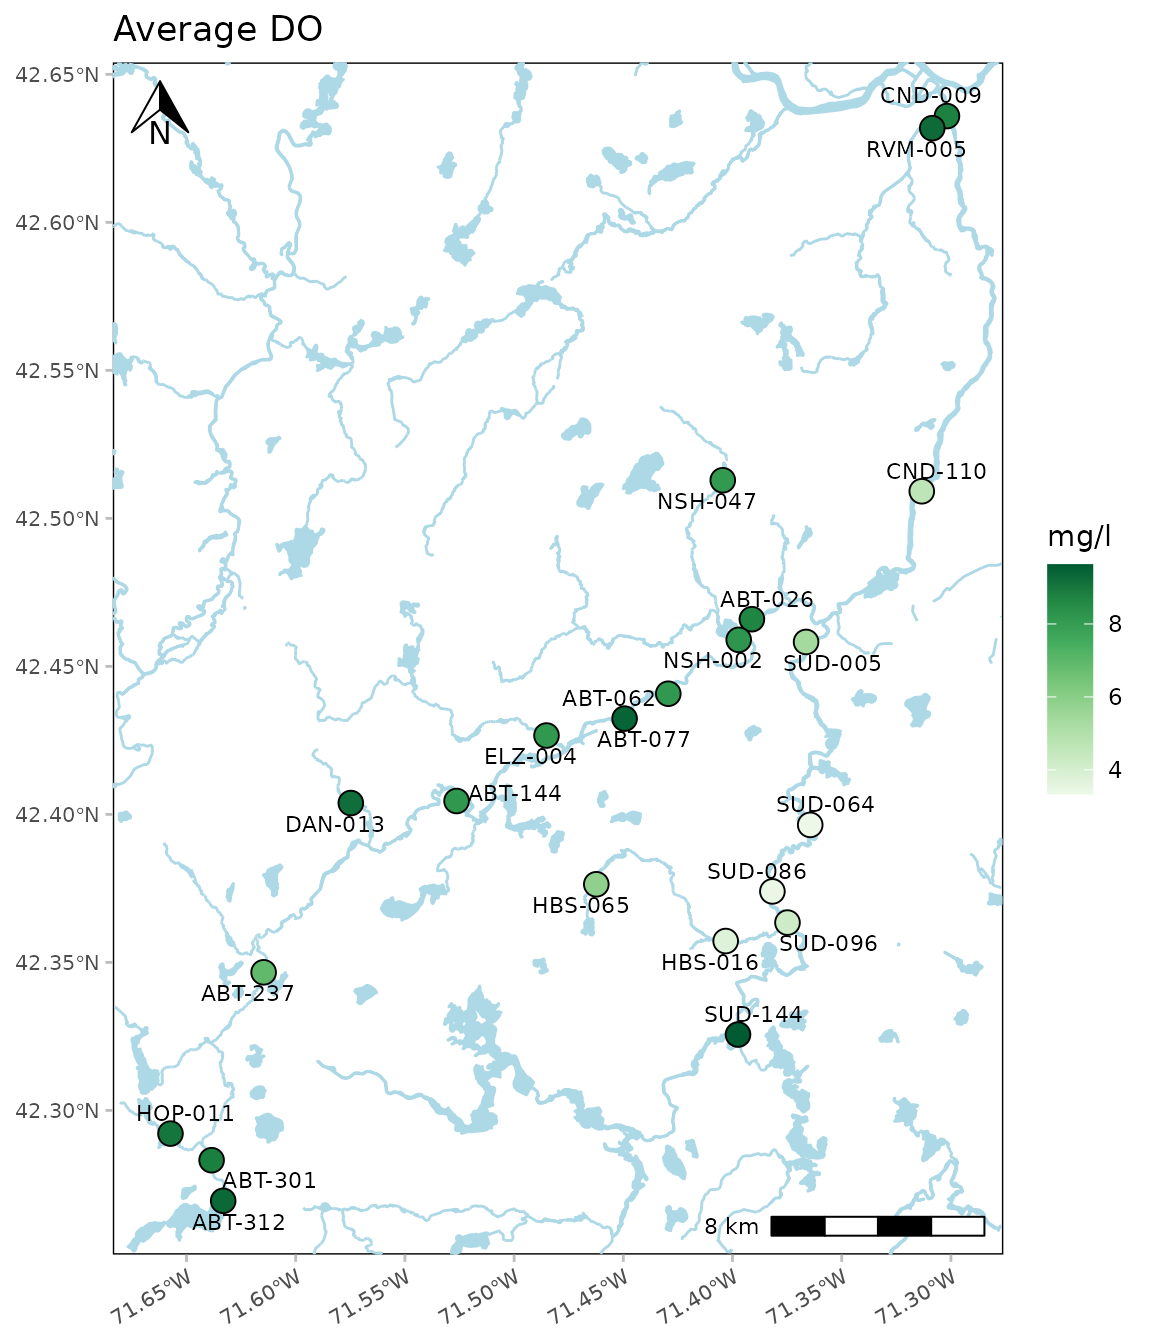 Average DO
42.65°N
42.60°N
42.55°N
42.50°N
42.45°N
42.40°N
42.35°N
42.30°N
N
CND-009
RVM-005
CND-110
NSH-047
ABT-026
NSH-002
SUD-005
ABT-062
ABT-077
ELZ-004
ABT-144
DAN-013
SUD-064
SUD-086
HBS-065
SUD-096
HBS-016
ABT-237
SUD-144
HOP-011
ABT-301
ABT-312
8 km
71.65°W
71.60°W
71.55°W
71.50°W
71.45°W
71.40°W
71.35°W
71.30°W
mg/l
8
6
4